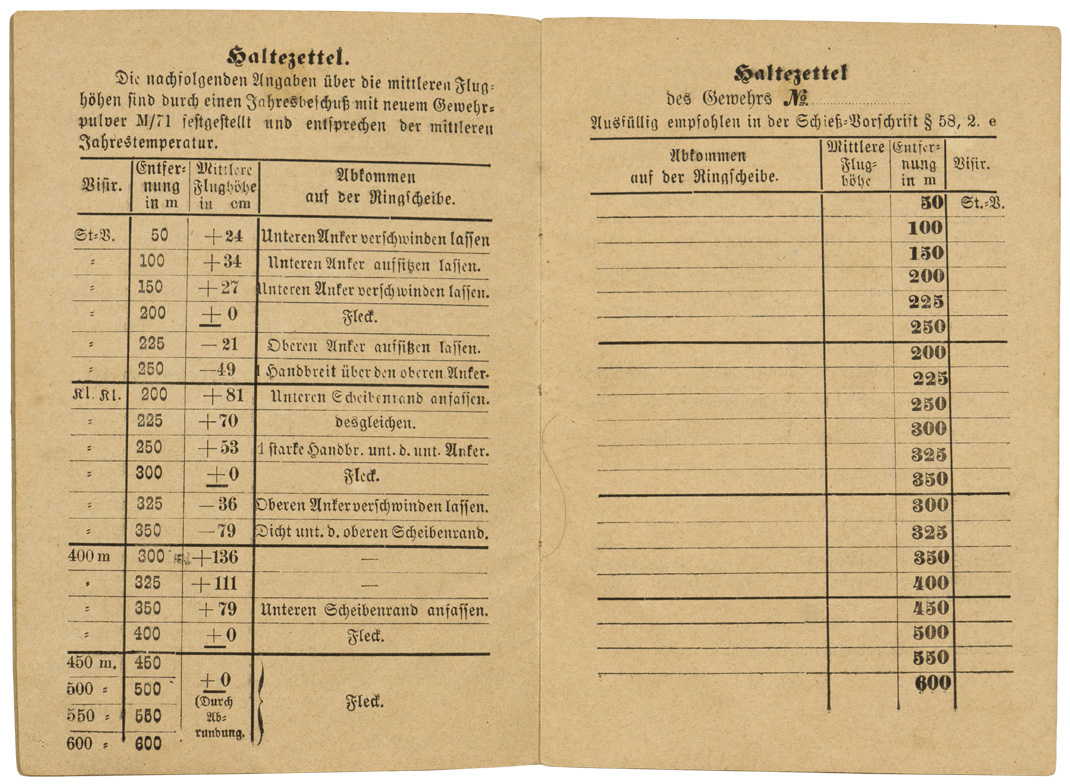 Haltezettel.
Die nachfolgenden Angaben über die mittleren Flug-
höhen sind durch einen Jahresbeschuß mit neuem Gewehr-
pulver M/71 festgestellt und entsprechen der mittleren
Jahrestemperatur.
Visir. Entfer-nung in m Mittlere Flughöhe in cm Abkommen auf der Ringscheibe.
St.-V. 50 +24 Unteren Anker verschwinden lassen
" 100 +34 Unteren Anker aufsitzen lassen.
" 150 +27 Unteren Anker verschwinden lassen.
" 200 ± 0 Fleck.
" 225 — 21 Oberen Anker aufsitzen lassen.
" 250 —49 1 Handbreit über den oberen Anker.
Kl. Kl. 200 + 81 Unteren Scheibenrand anfassen.
" 225 +70 desgleichen.
" 250 +53 1 starke Handbr. unt. d. unt. Anker.
" 300 ±0 Fleck.
" 325 — 36 Oberen Anker verschwinden lassen.
" 350 — 79 Dicht unt. d. oberen Scheibenrand.
400 m 300 +136 —
" 325 +111 —
" 350 +79 Unteren Scheibenrand anfassen.
" 400 ±0 Fleck.
450 m. 450
500 " 500 ±0 (Durch Ab-rundung.) Fleck.
550 " 550
600 " 600
Haltezettel
des Gewehrs №
Ausfüllig empfohlen in der Schieß-Vorschrift § 58, 2. e
Abkommen auf der Ringscheibe. Mittlere Flug-höhe Entfer-nung in m Visir.
50 St.-V.
100
150
200
225
250
200
225
250
300
325
350
300
325
350
400
450
500
550
600